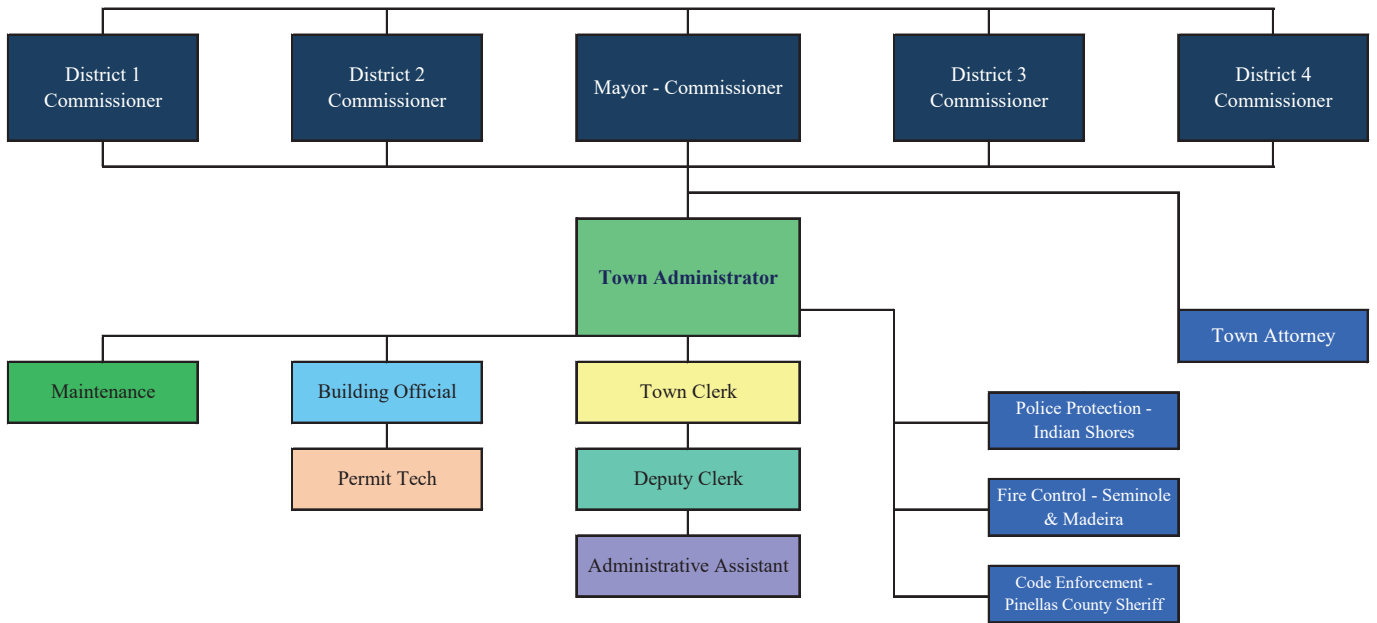 District 1
Commissioner
District 2
Commissioner
Mayor - Commissioner
District 3
Commissioner
District 4
Commissioner
Town Administrator
Town Attorney
Maintenance
Building Official
Town Clerk
Police Protection -
Indian Shores
Permit Tech
Deputy Clerk
Fire Control - Seminole
& Madeira
Administrative Assistant
Code Enforcement -
Pinellas County Sheriff